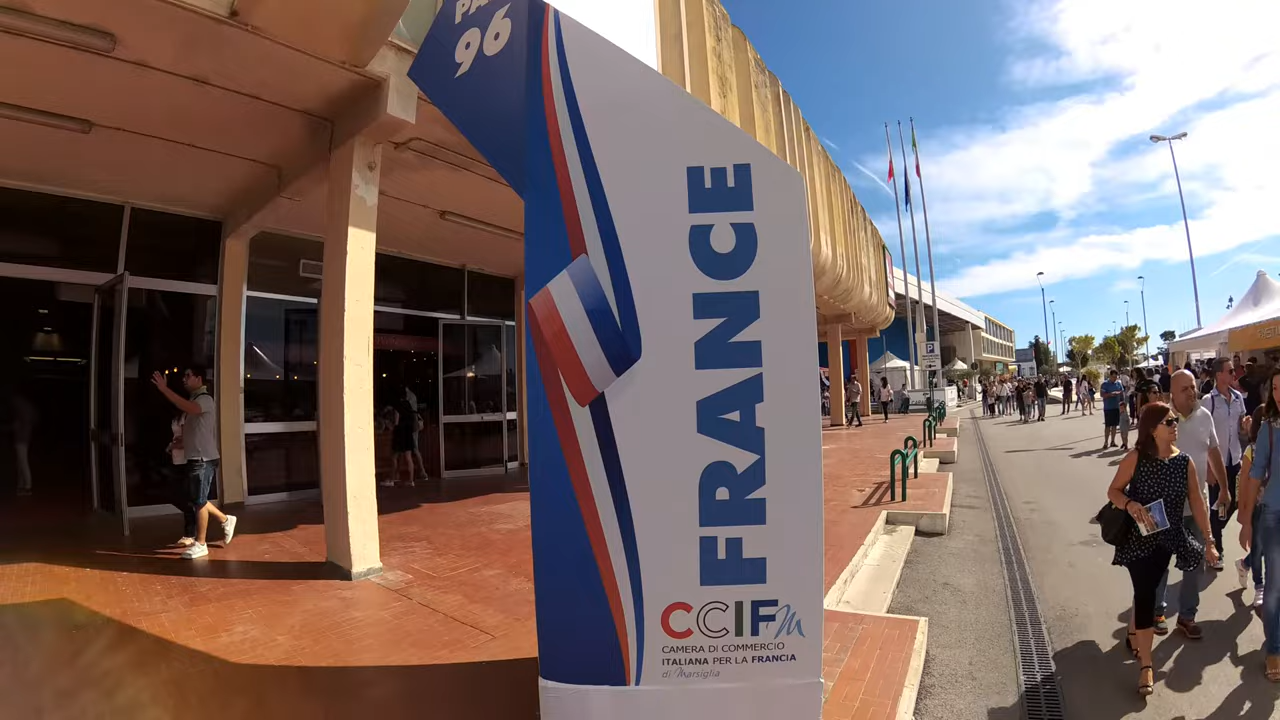 96
FRANCE
CCIFM
CAMERA DI COMMERCIO
ITALIANA PER LA FRANCIA
di Marsiglia
P